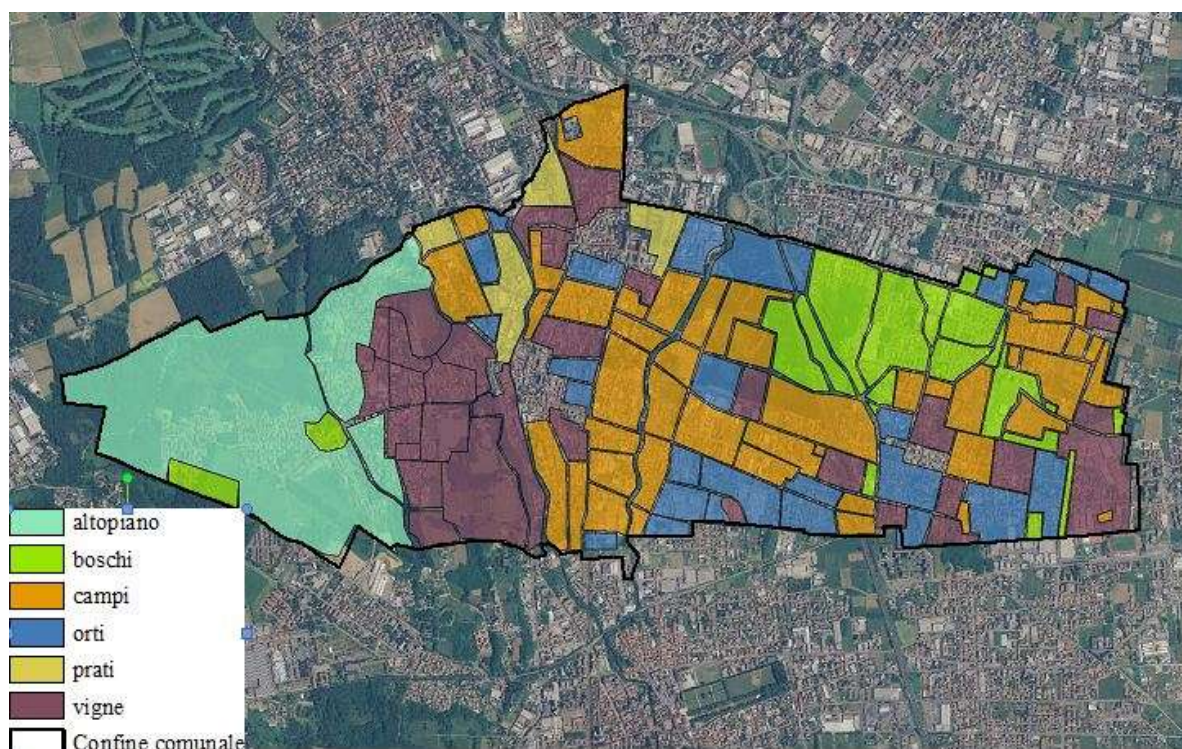 altopiano
boschi
campi
orti
prati
vigne
Confine comunale